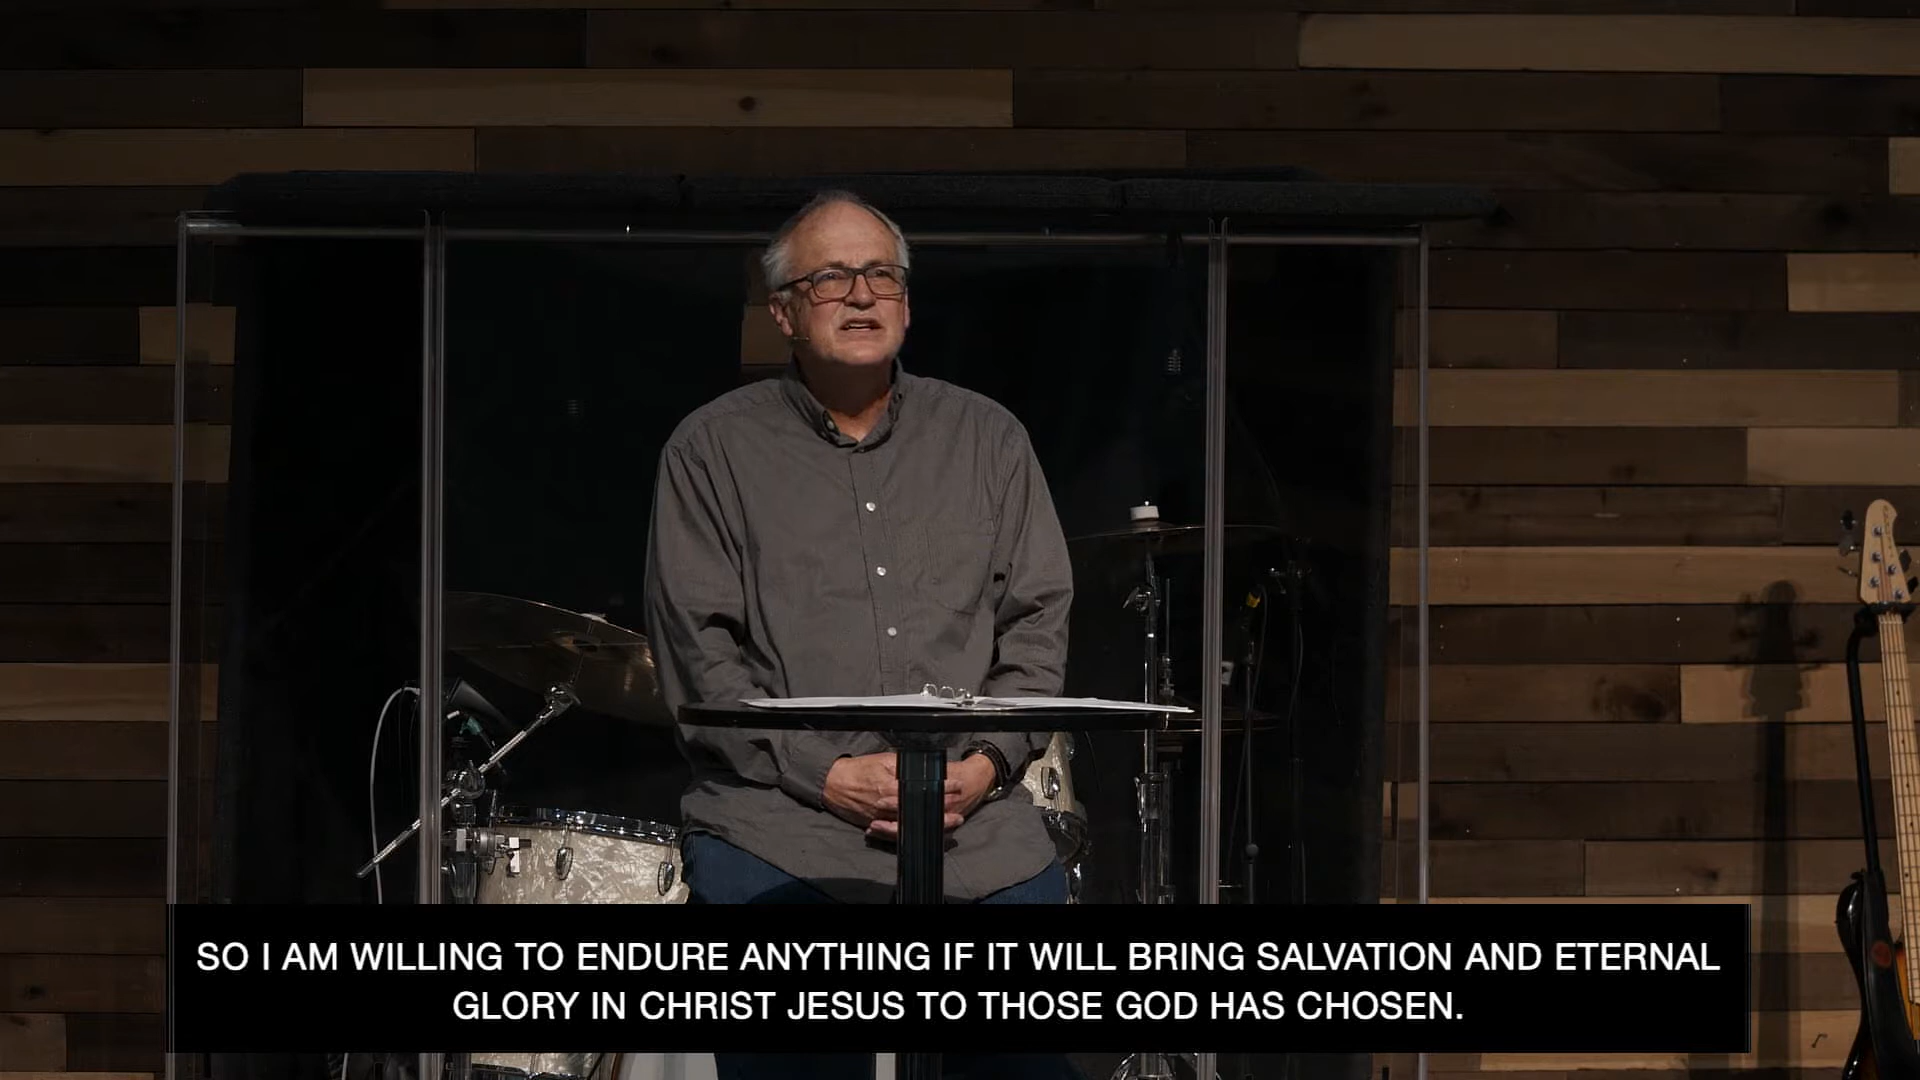 SO I AM WILLING TO ENDURE ANYTHING IF IT WILL BRING SALVATION AND ETERNAL
GLORY IN CHRIST JESUS TO THOSE GOD HAS CHOSEN.